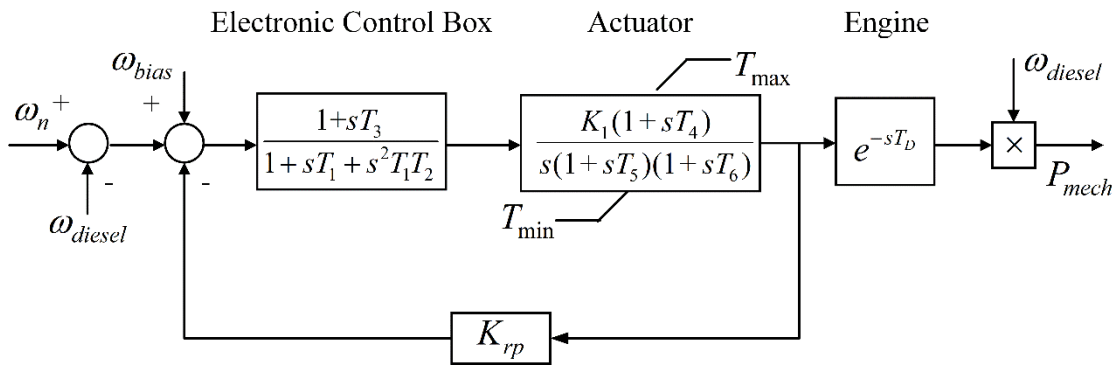 Electronic Control Box Actuator Engine
ω_bias
T_max
ω_diesel
ω_n + +
1+sT_3
1+sT_1+s^2T_1T_2
K_1(1+sT_4)
s(1+sT_5)(1+sT_6)
e^{-sT_D}
×
P_mech
- -
ω_diesel
T_min
K_rp